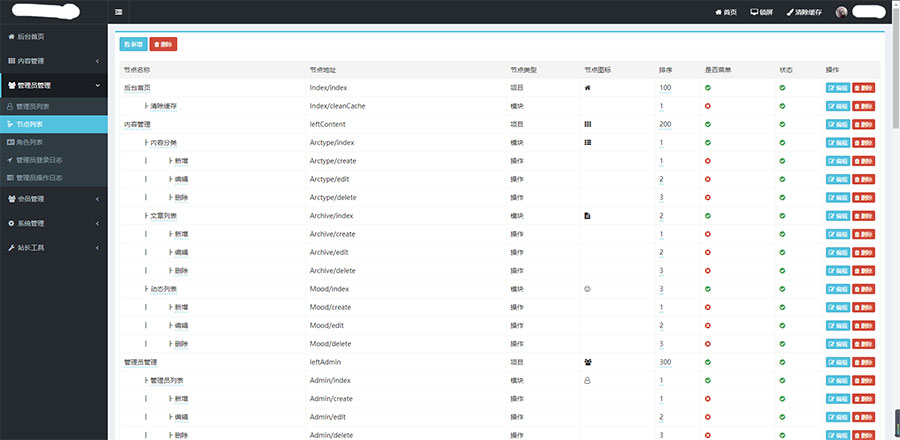 首页 锁屏 清除缓存
后台首页
内容管理
管理员管理
管理员列表
节点列表
角色列表
管理员登录日志
管理员操作日志
会员管理
系统管理
站长工具
新增 删除
节点名称 节点地址 节点类型 节点图标 排序 是否菜单 状态 操作
后台首页 Index/index 项目 100 编辑 删除
├ 清除缓存 Index/cleanCache 模块 1 编辑 删除
内容管理 leftContent 项目 200 编辑 删除
├ 内容分类 Arctype/index 模块 1 编辑 删除
| ├ 新增 Arctype/create 操作 1 编辑 删除
| ├ 编辑 Arctype/edit 操作 2 编辑 删除
| ├ 删除 Arctype/delete 操作 3 编辑 删除
├ 文章列表 Archive/index 模块 2 编辑 删除
| ├ 新增 Archive/create 操作 1 编辑 删除
| ├ 编辑 Archive/edit 操作 2 编辑 删除
| ├ 删除 Archive/delete 操作 3 编辑 删除
├ 动态列表 Mood/index 模块 3 编辑 删除
| ├ 新增 Mood/create 操作 1 编辑 删除
| ├ 编辑 Mood/edit 操作 2 编辑 删除
| ├ 删除 Mood/delete 操作 3 编辑 删除
管理员管理 leftAdmin 项目 300 编辑 删除
├ 管理员列表 Admin/index 模块 1 编辑 删除
| ├ 新增 Admin/create 操作 1 编辑 删除
| ├ 编辑 Admin/edit 操作 2 编辑 删除
| ├ 删除 Admin/delete 操作 3 编辑 删除